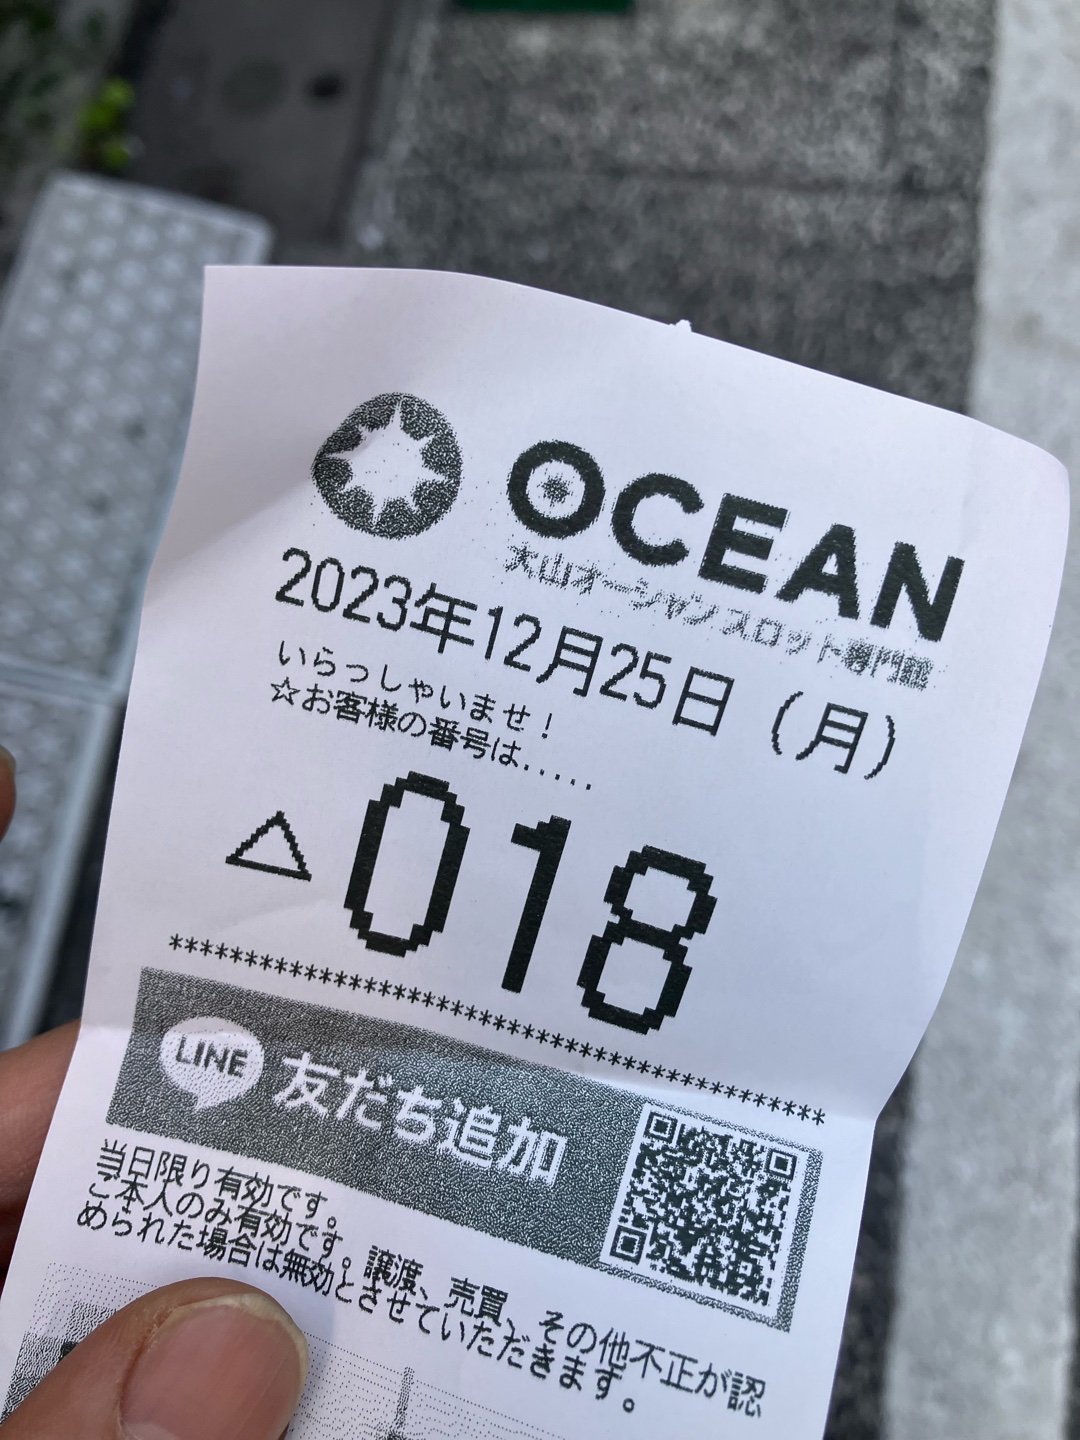 OCEAN
大山オーシャンスロット専門館
2023年12月25日（月）
いらっしゃいませ！
☆お客様の番号は.....
△018
****************************************
LINE 友だち追加
当日限り有効です。
ご本人のみ有効です。譲渡、売買、その他不正が認
められた場合は無効とさせていただきます。